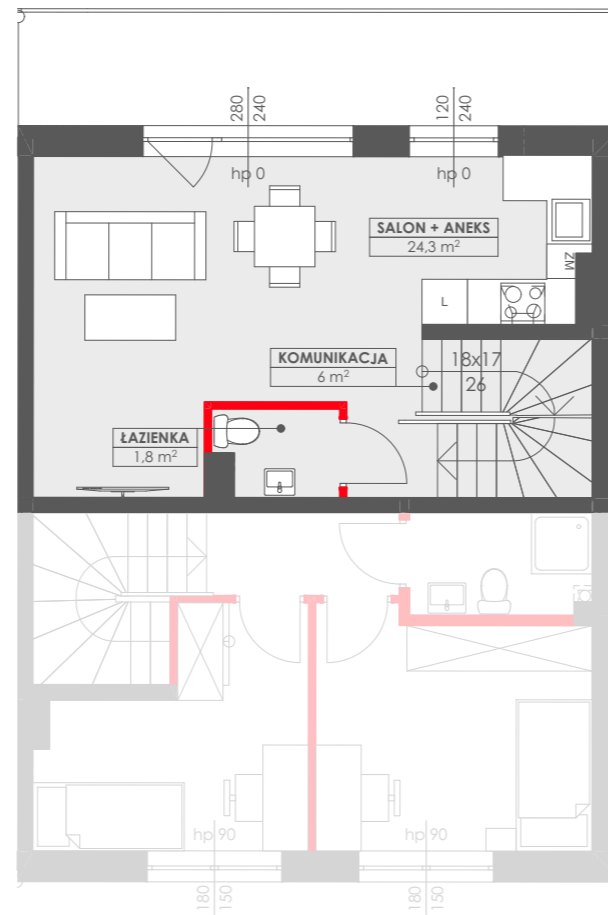 280
240
120
240
hp 0
hp 0
SALON + ANEKS
24,3 m²
ZM
L
KOMUNIKACJA
6 m²
18x17
26
ŁAZIENKA
1,8 m²
hp 90
hp 90
180
150
180
150